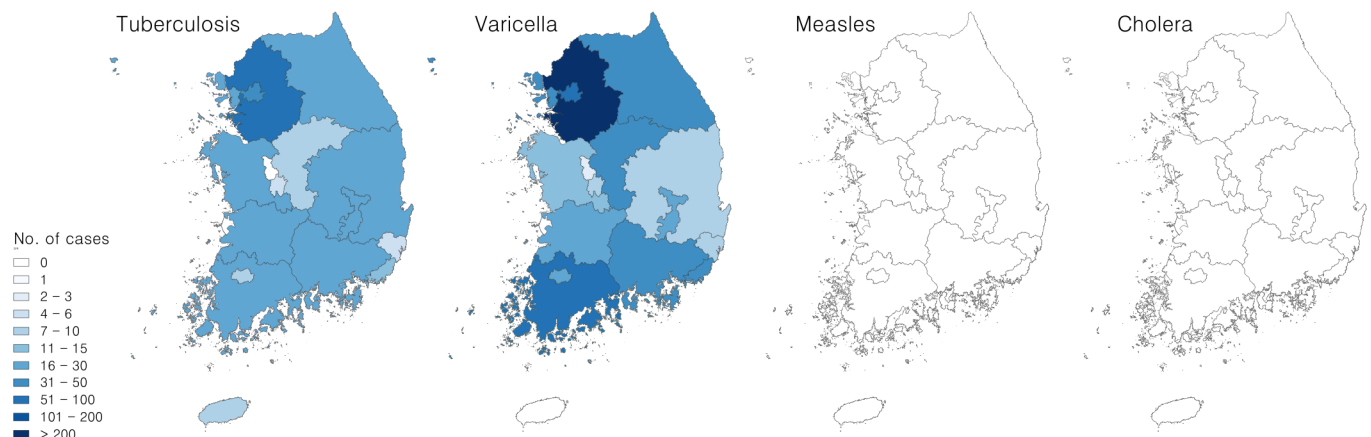 Tuberculosis
Varicella
Measles
Cholera
No. of cases
0
1
2 – 3
4 – 6
7 – 10
11 – 15
16 – 30
31 – 50
51 – 100
101 – 200
> 200